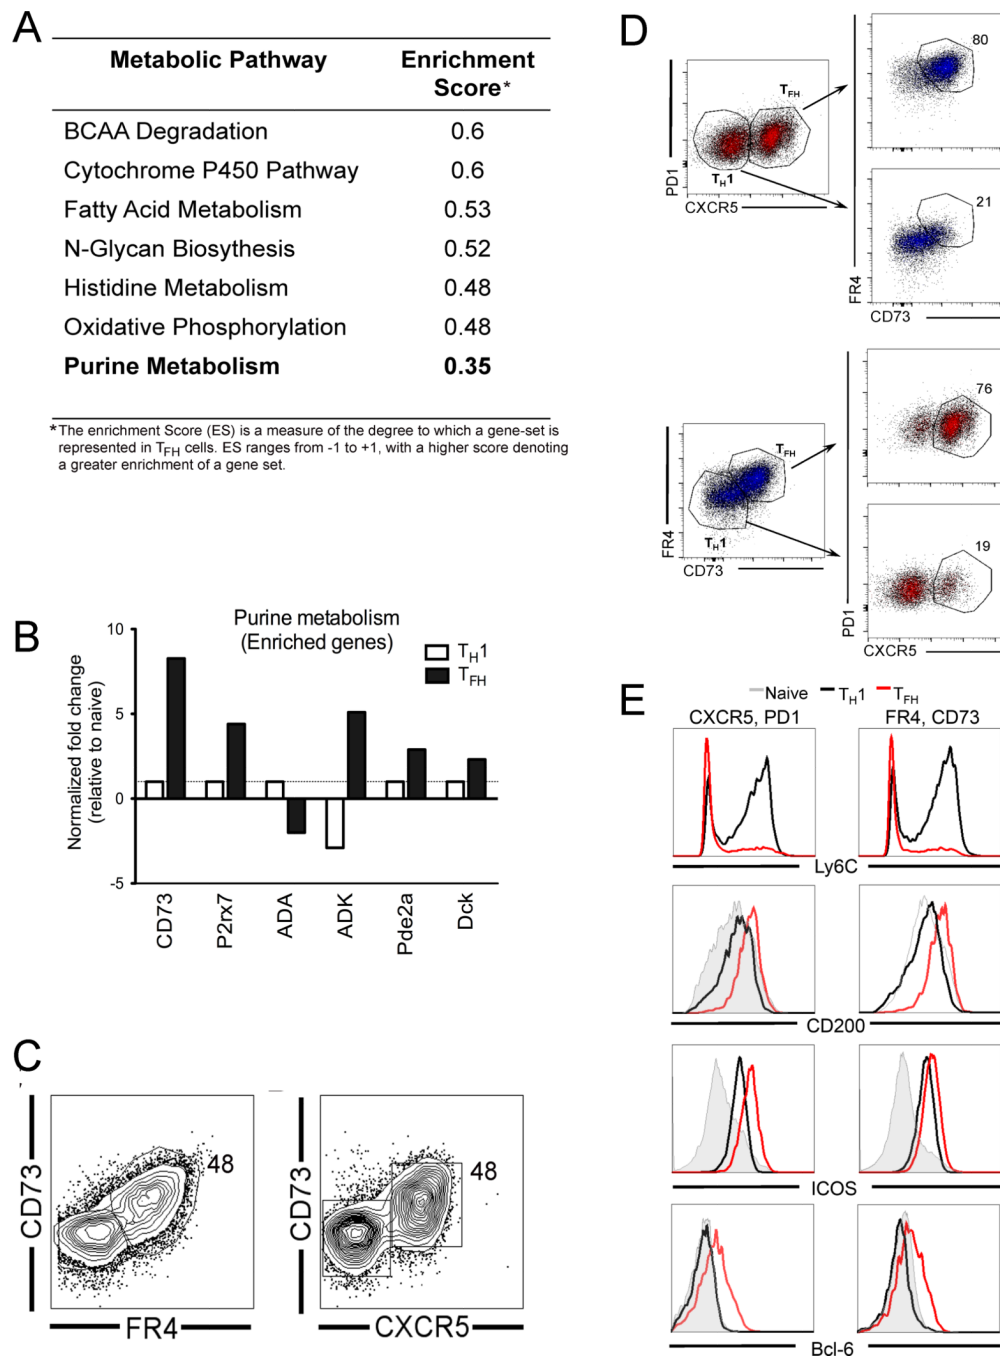 A
Metabolic Pathway Enrichment Score*
BCAA Degradation 0.6
Cytochrome P450 Pathway 0.6
Fatty Acid Metabolism 0.53
N-Glycan Biosythesis 0.52
Histidine Metabolism 0.48
Oxidative Phosphorylation 0.48
Purine Metabolism 0.35
*The enrichment Score (ES) is a measure of the degree to which a gene-set is
represented in TFH cells. ES ranges from -1 to +1, with a higher score denoting
a greater enrichment of a gene set.
B
Purine metabolism
(Enriched genes)
TH1
TFH
Normalized fold change
(relative to naive)
10
5
0
-5
CD73 P2rx7 ADA ADK Pde2a Dck
C
CD73
48
FR4
CD73
48
CXCR5
D
PD1
TFH
TH1
CXCR5
80
21
FR4
CD73
FR4
TFH
TH1
CD73
76
19
PD1
CXCR5
E
Naive TH1 TFH
CXCR5, PD1 FR4, CD73
Ly6C
CD200
ICOS
Bcl-6